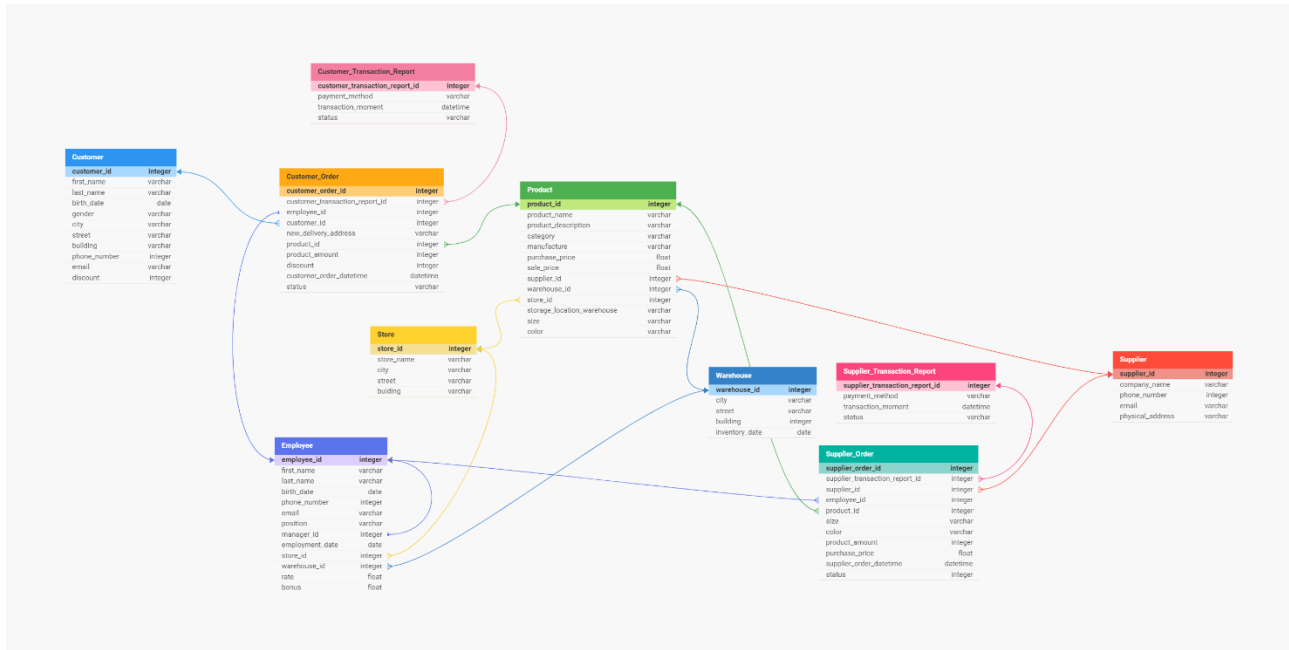 Customer_Transaction_Report
customer_transaction_report_id integer
payment_method varchar
transaction_moment datetime
status varchar
Customer
customer_id integer
first_name varchar
last_name varchar
birth_date date
gender varchar
city varchar
street varchar
building varchar
phone_number integer
email varchar
discount integer
Customer_Order
customer_order_id integer
customer_transaction_report_id integer
employee_id integer
customer_id integer
new_delivery_address varchar
product_id integer
product_amount integer
discount integer
customer_order_datetime datetime
status varchar
Product
product_id integer
product_name varchar
product_description varchar
category varchar
manufacture varchar
purchase_price float
sale_price float
supplier_id integer
warehouse_id integer
store_id integer
storage_location_warehouse varchar
size varchar
color varchar
Store
store_id integer
store_name varchar
city varchar
street varchar
bulding varchar
Warehouse
warehouse_id integer
city varchar
street varchar
building integer
inventory_date date
Supplier_Transaction_Report
supplier_transaction_report_id integer
payment_method varchar
transaction_moment datetime
status varchar
Supplier
supplier_id integer
company_name varchar
phone_number integer
email varchar
physical_address varchar
Employee
employee_id integer
first_name varchar
last_name varchar
birth_date date
phone_number integer
email varchar
position varchar
manager_id integer
employment_date date
store_id integer
warehouse_id integer
rate float
bonus float
Supplier_Order
supplier_order_id integer
supplier_transaction_report_id integer
supplier_id integer
employee_id integer
product_id integer
size varchar
color varchar
product_amount integer
purchase_price float
supplier_order_datetime datetime
status integer